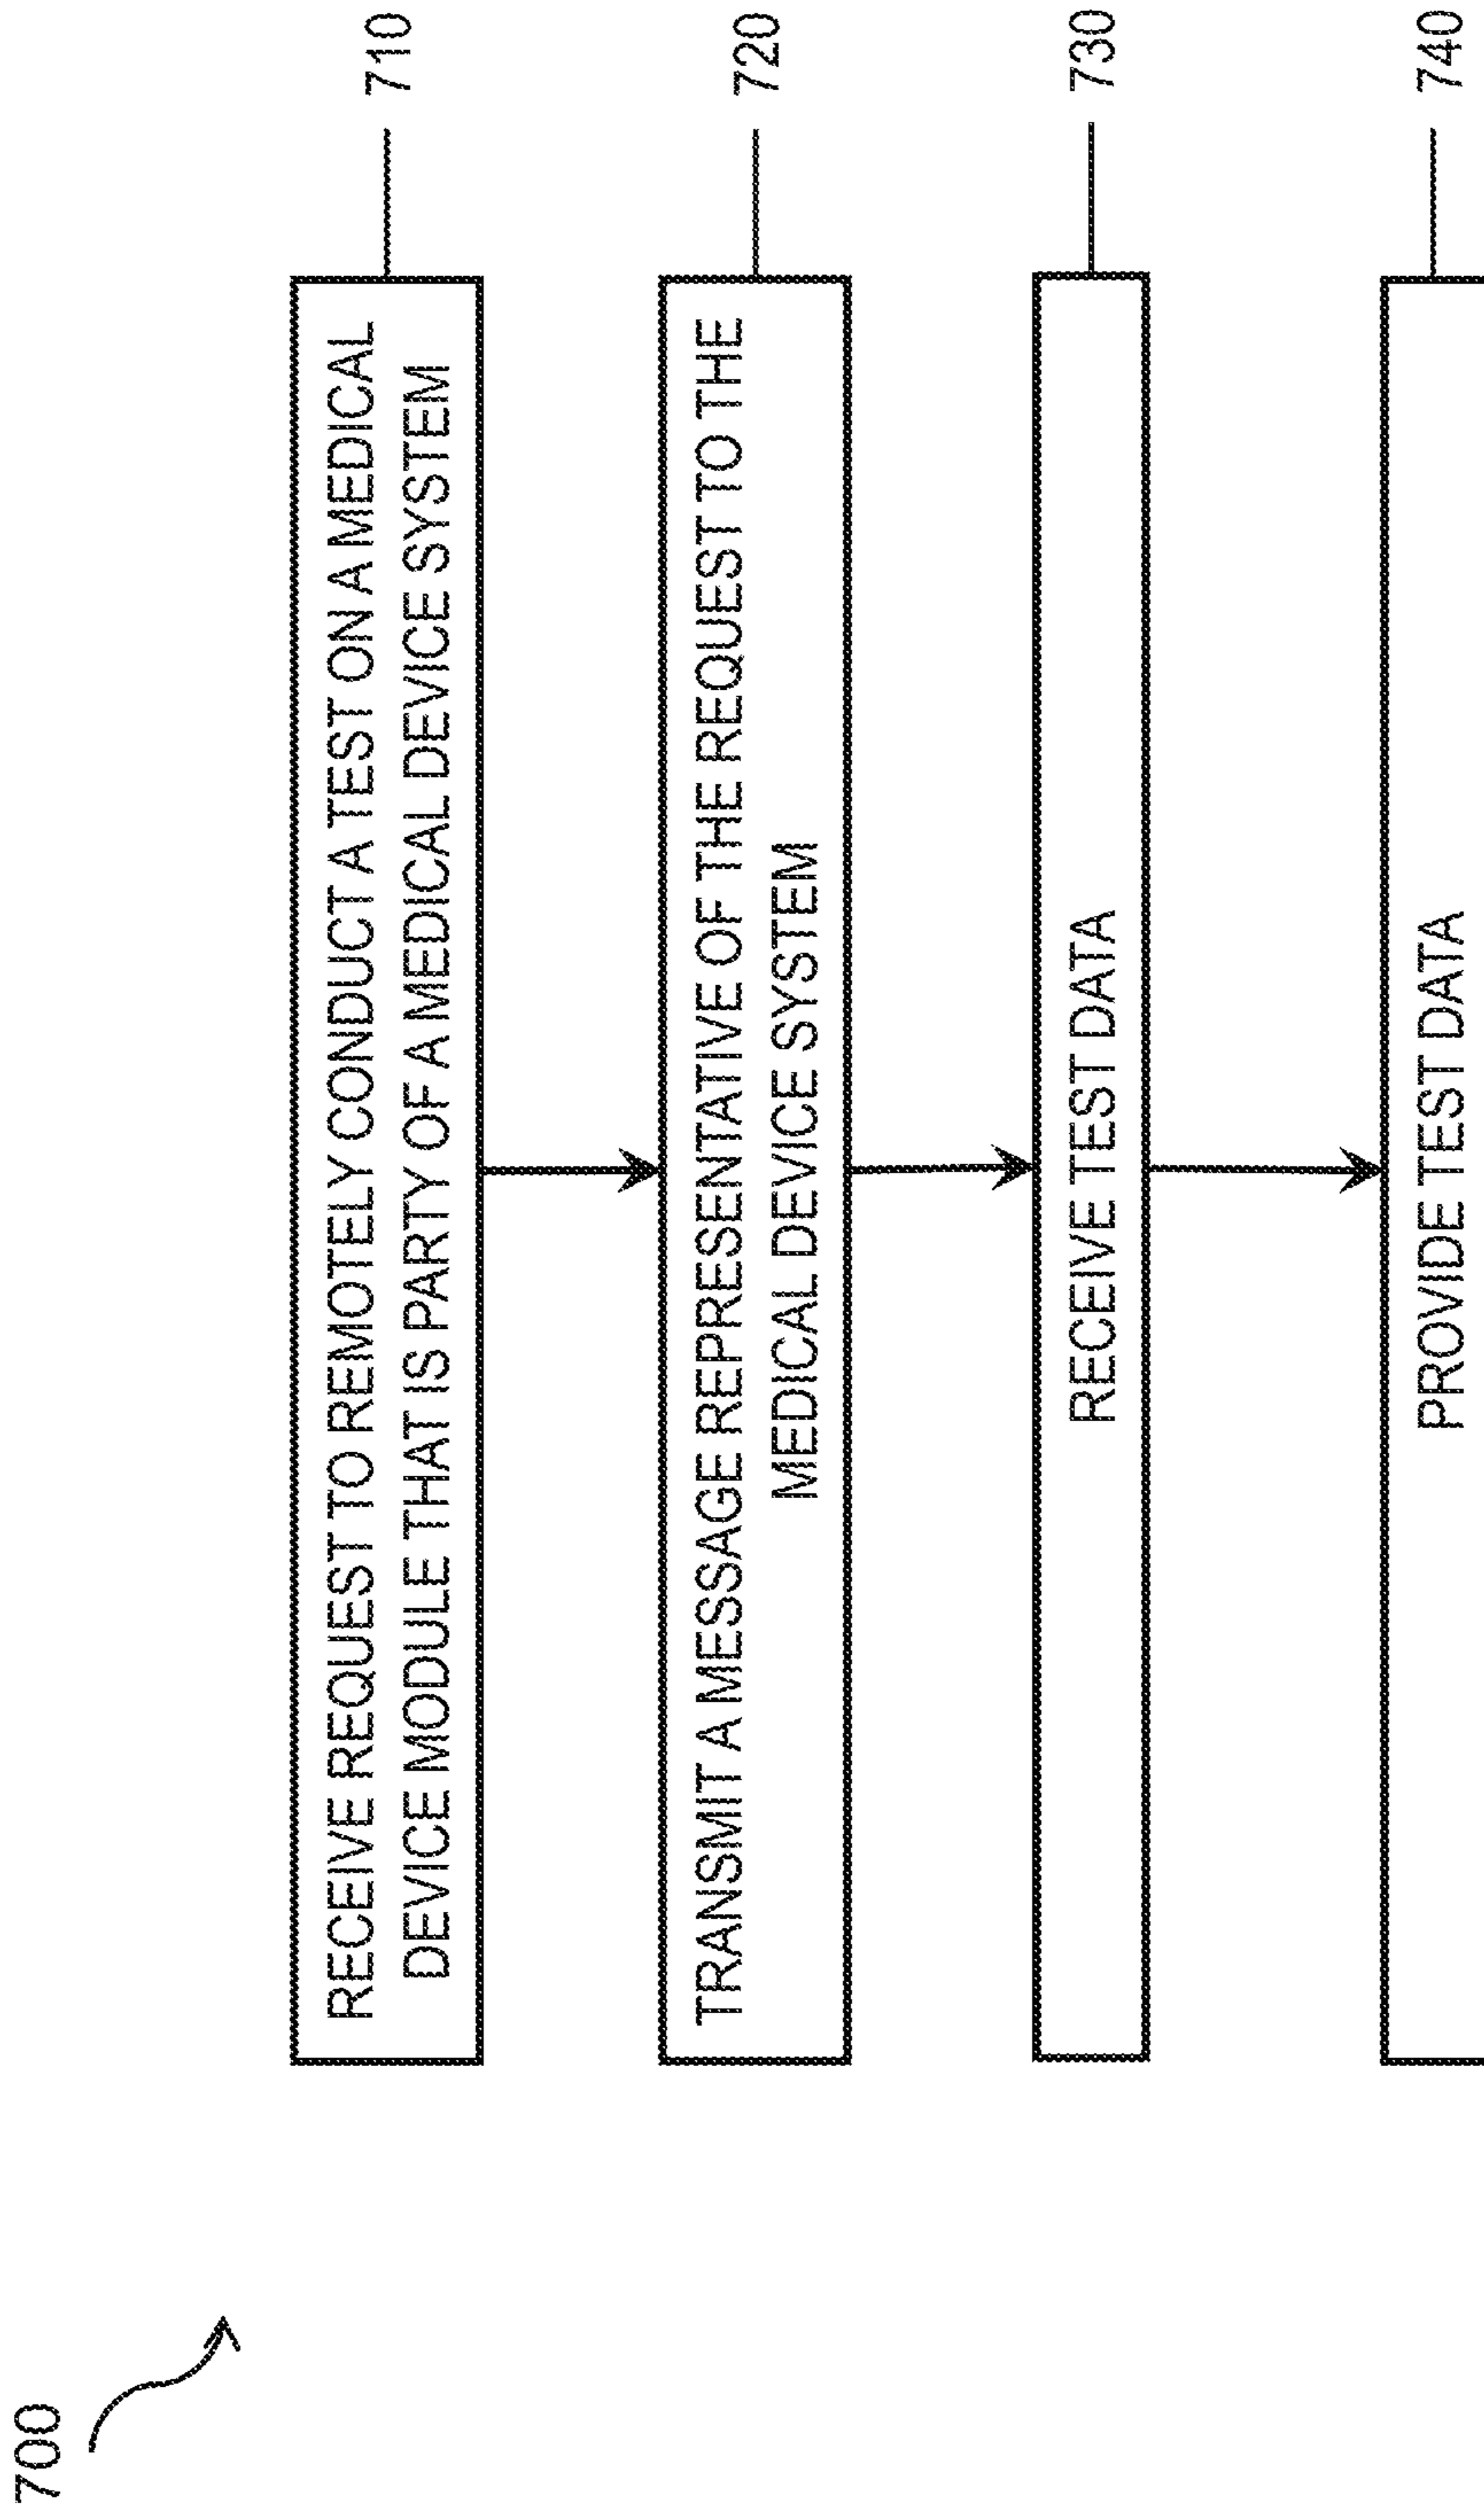 700
RECEIVE REQUEST TO REMOTELY CONDUCT A TEST ON A MEDICAL
DEVICE MODULE THAT IS PARTY OF A MEDICAL DEVICE SYSTEM
710
TRANSMIT A MESSAGE REPRESENTATIVE OF THE REQUEST TO THE
MEDICAL DEVICE SYSTEM
720
RECEIVE TEST DATA
730
PROVIDE TEST DATA
740